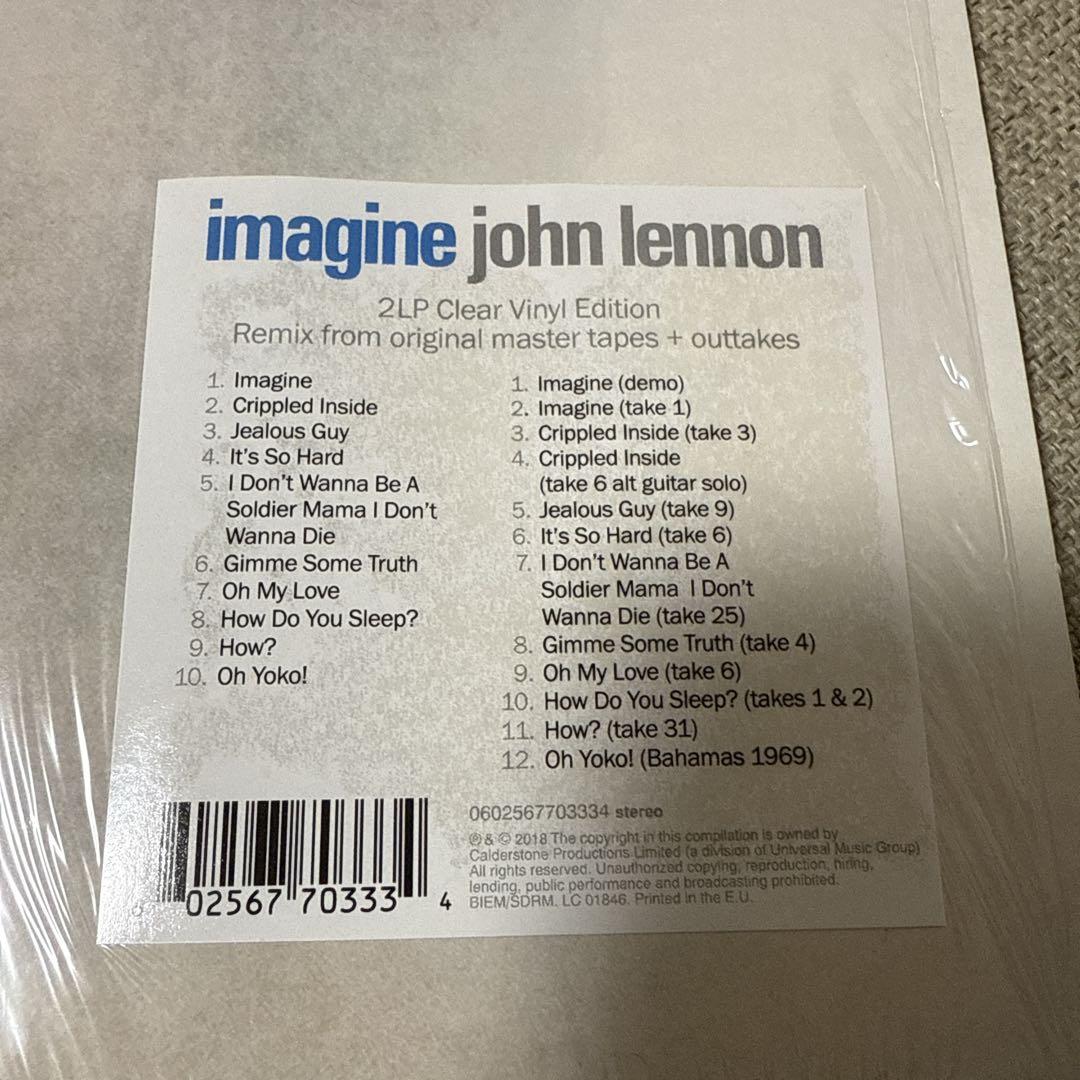 imagine john lennon
2LP Clear Vinyl Edition
Remix from original master tapes + outtakes
1. Imagine
2. Crippled Inside
3. Jealous Guy
4. It's So Hard
5. I Don't Wanna Be A
Soldier Mama I Don't
Wanna Die
6. Gimme Some Truth
7. Oh My Love
8. How Do You Sleep?
9. How?
10. Oh Yoko!
1. Imagine (demo)
2. Imagine (take 1)
3. Crippled Inside (take 3)
4. Crippled Inside
(take 6 alt guitar solo)
5. Jealous Guy (take 9)
6. It's So Hard (take 6)
7. I Don't Wanna Be A
Soldier Mama I Don't
Wanna Die (take 25)
8. Gimme Some Truth (take 4)
9. Oh My Love (take 6)
10. How Do You Sleep? (takes 1 & 2)
11. How? (take 31)
12. Oh Yoko! (Bahamas 1969)
02567 70333 4
0602567703334 stereo
℗ & © 2018 The copyright in this compilation is owned by
Calderstone Productions Limited (a division of Universal Music Group)
All rights reserved. Unauthorized copying, reproduction, hiring,
lending, public performance and broadcasting prohibited.
BIEM/SDRM. LC 01846. Printed in the E.U.